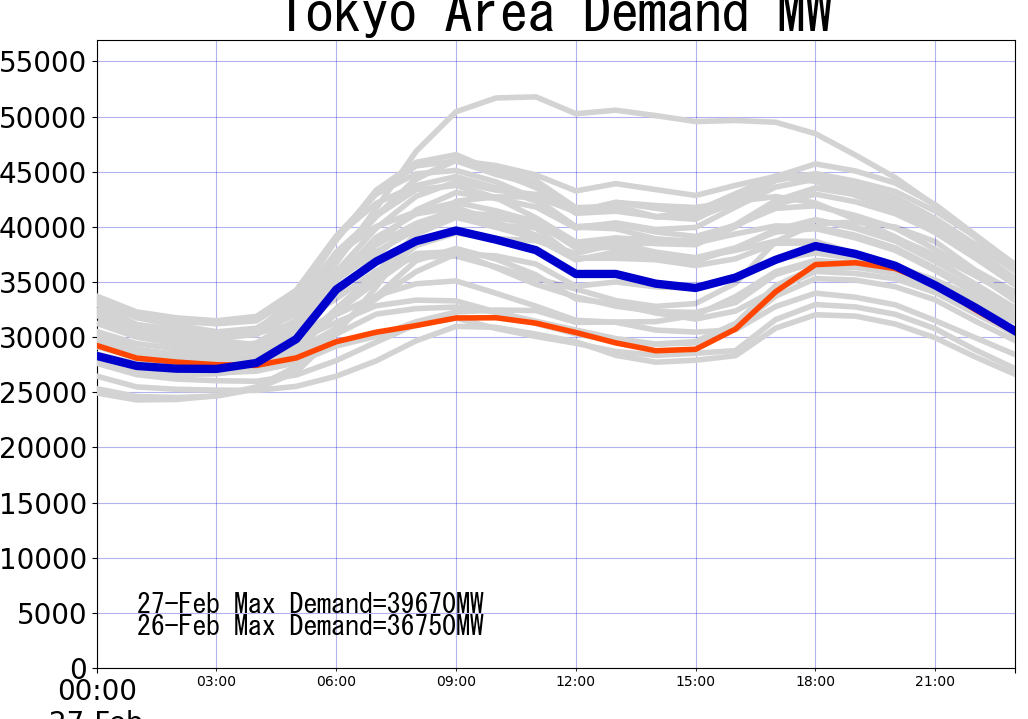 Tokyo Area Demand MW
55000
50000
45000
40000
35000
30000
25000
20000
15000
10000
5000
0
27-Feb Max Demand=39670MW
26-Feb Max Demand=36750MW
00:00 03:00 06:00 09:00 12:00 15:00 18:00 21:00
27-Feb